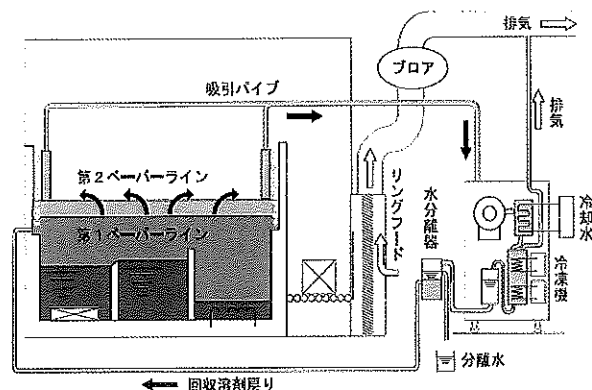 排気
ブロア
吸引パイプ
排気
第2ベーパーライン
第1ベーパーライン
リングフード
水分離器
冷却水
冷凍機
分離水
回収溶剤戻り